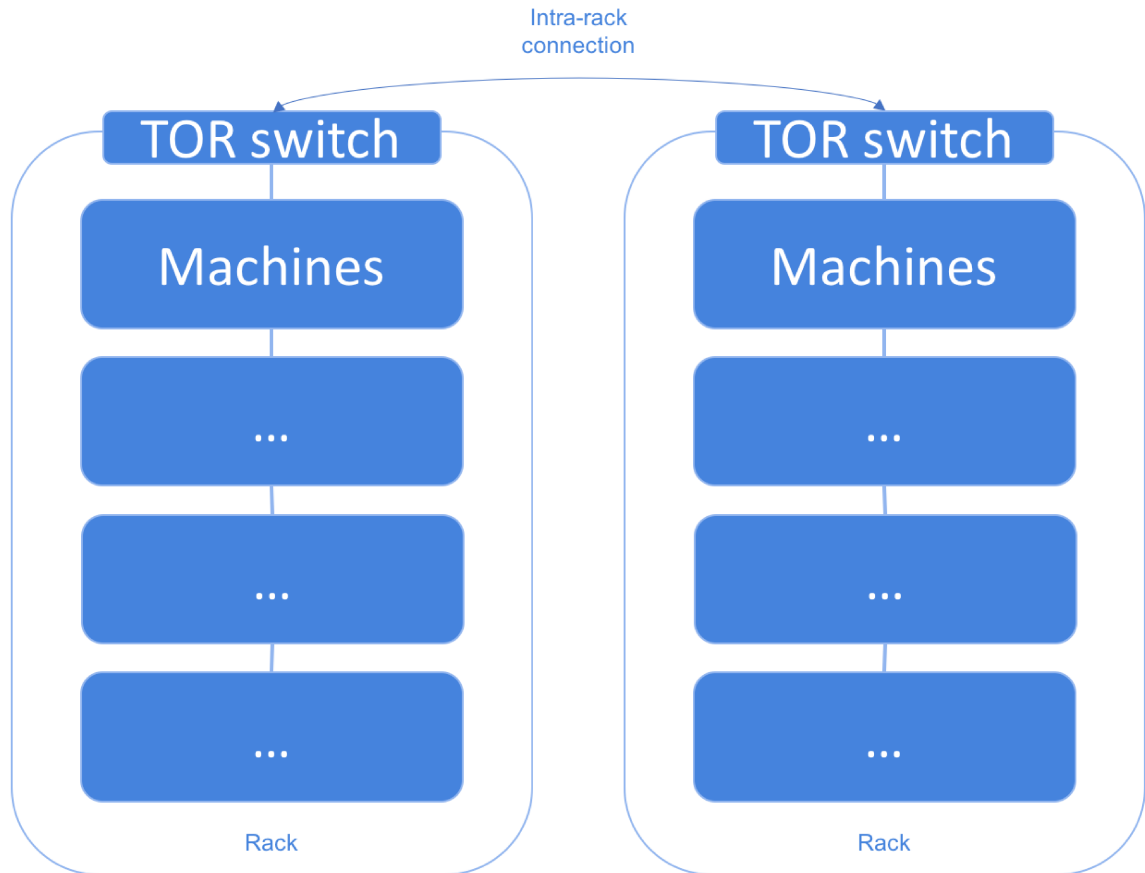 Intra-rack
connection
TOR switch
TOR switch
Machines
Machines
...
...
...
...
...
...
Rack
Rack